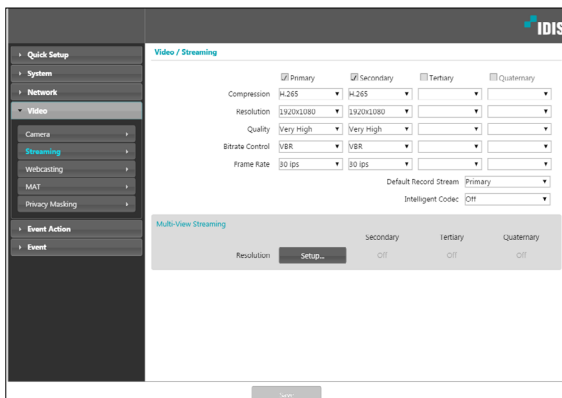 IDIS
Quick Setup
System
Network
Video
Camera
Streaming
Webcasting
MAT
Privacy Masking
Event Action
Event
Video / Streaming
Primary Secondary Tertiary Quaternary
Compression H.265 H.265
Resolution 1920x1080 1920x1080
Quality Very High Very High
Bitrate Control VBR VBR
Frame Rate 30 ips 30 ips
Default Record Stream Primary
Intelligent Codec Off
Multi-View Streaming
Secondary Tertiary Quaternary
Resolution Setup... Off Off Off